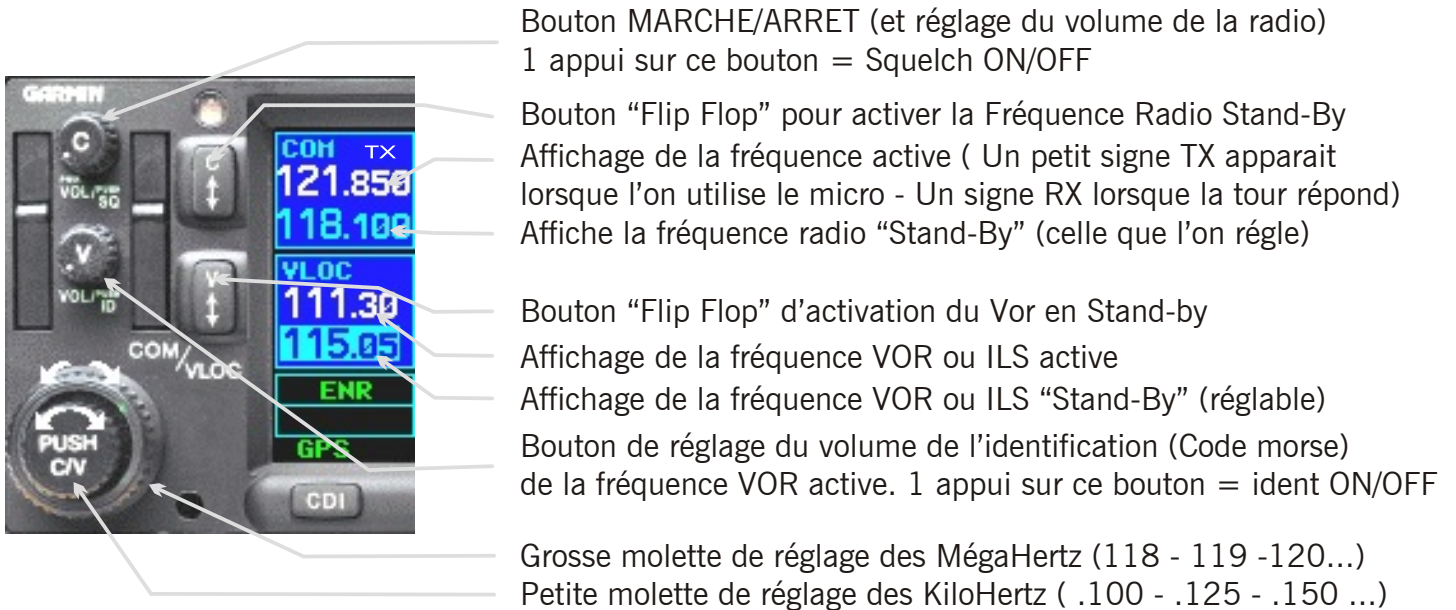 Bouton MARCHE/ARRET (et réglage du volume de la radio)
1 appui sur ce bouton = Squelch ON/OFF
Bouton “Flip Flop” pour activer la Fréquence Radio Stand-By
Affichage de la fréquence active ( Un petit signe TX apparait
lorsque l’on utilise le micro - Un signe RX lorsque la tour répond)
Affiche la fréquence radio “Stand-By” (celle que l’on régle)
Bouton “Flip Flop” d’activation du Vor en Stand-by
Affichage de la fréquence VOR ou ILS active
Affichage de la fréquence VOR ou ILS “Stand-By” (réglable)
Bouton de réglage du volume de l’identification (Code morse)
de la fréquence VOR active. 1 appui sur ce bouton = ident ON/OFF
Grosse molette de réglage des MégaHertz (118 - 119 -120...)
Petite molette de réglage des KiloHertz ( .100 - .125 - .150 ...)
GARMIN
C
VOL/PUSH
SQ
C
COM TX
121.850
118.100
V
VOL/PUSH
ID
V
VLOC
111.30
115.05
COM/VLOC
ENR
GPS
PUSH
C/V
CDI